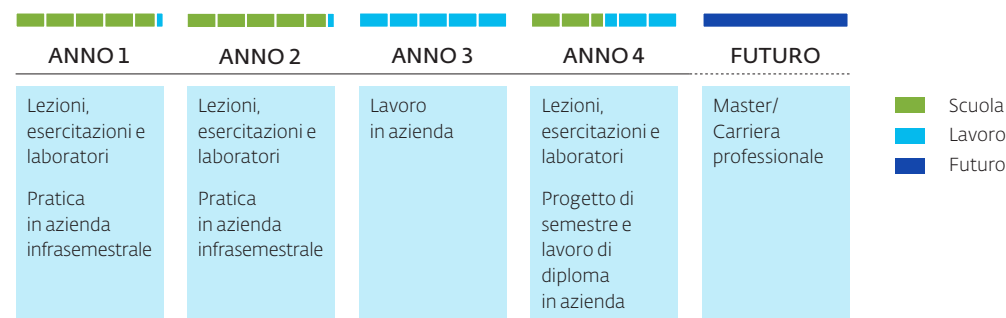 ANNO 1
ANNO 2
ANNO 3
ANNO 4
FUTURO
Lezioni,
esercitazioni e
laboratori
Pratica
in azienda
infrasemestrale
Lezioni,
esercitazioni e
laboratori
Pratica
in azienda
infrasemestrale
Lavoro
in azienda
Lezioni,
esercitazioni e
laboratori
Progetto di
semestre e
lavoro di
diploma
in azienda
Master/
Carriera
professionale
Scuola
Lavoro
Futuro